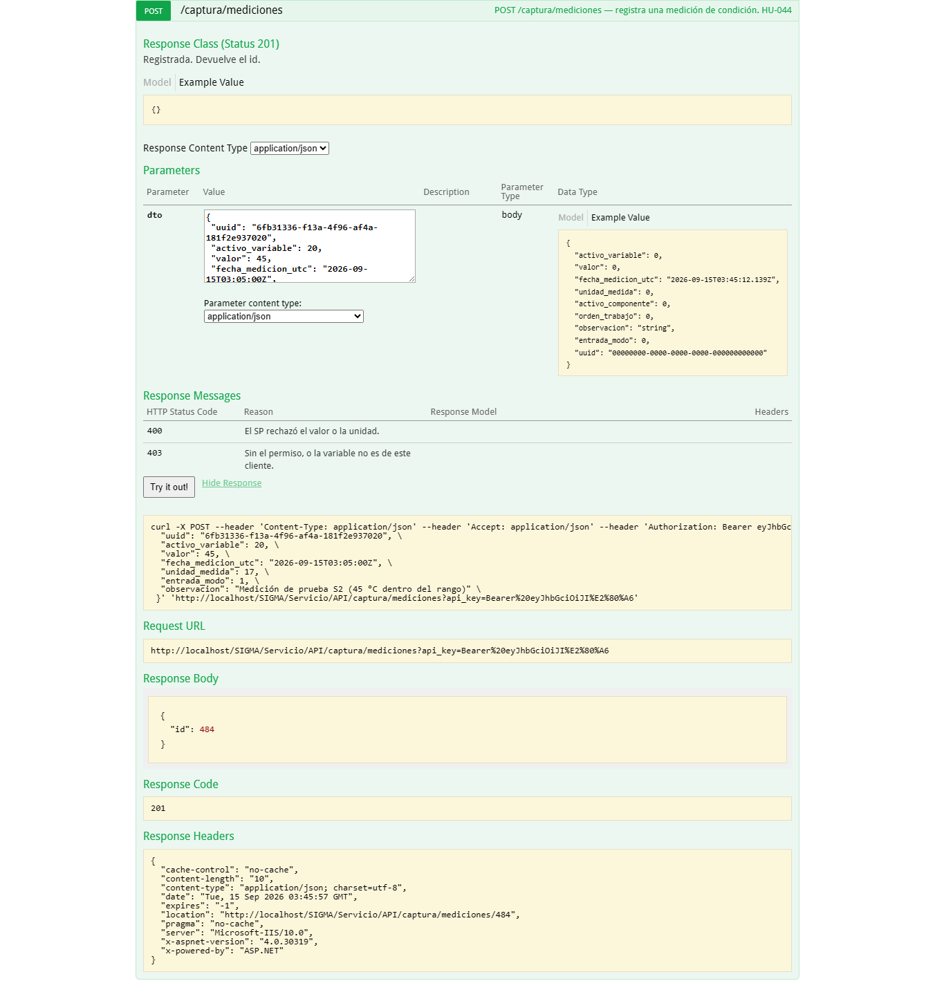 POST /captura/mediciones POST /captura/mediciones — registra una medición de condición. HU-044
Response Class (Status 201)
Registrada. Devuelve el id.
Model Example Value
{}
Response Content Type application/json
Parameters
Parameter Value Description Parameter Type Data Type
dto
{
"uuid": "6fb31336-f13a-4f96-af4a-
181f2e937020",
"activo_variable": 20,
"valor": 45,
"fecha_medicion_utc": "2026-09-
15T03:05:00Z",
Parameter content type:
application/json
body
Model Example Value
{
"activo_variable": 0,
"valor": 0,
"fecha_medicion_utc": "2026-09-15T03:45:12.139Z",
"unidad_medida": 0,
"activo_componente": 0,
"orden_trabajo": 0,
"observacion": "string",
"entrada_modo": 0,
"uuid": "00000000-0000-0000-0000-000000000000"
}
Response Messages
HTTP Status Code Reason Response Model Headers
400 El SP rechazó el valor o la unidad.
403 Sin el permiso, o la variable no es de este
cliente.
Try it out! Hide Response
curl -X POST --header 'Content-Type: application/json' --header 'Accept: application/json' --header 'Authorization: Bearer eyJhbGc
"uuid": "6fb31336-f13a-4f96-af4a-181f2e937020", \
"activo_variable": 20, \
"valor": 45, \
"fecha_medicion_utc": "2026-09-15T03:05:00Z", \
"unidad_medida": 17, \
"entrada_modo": 1, \
"observacion": "Medición de prueba S2 (45 °C dentro del rango)" \
}' 'http://localhost/SIGMA/Servicio/API/captura/mediciones?api_key=Bearer%20eyJhbGciOiJI%E2%80%A6'
Request URL
http://localhost/SIGMA/Servicio/API/captura/mediciones?api_key=Bearer%20eyJhbGciOiJI%E2%80%A6
Response Body
{
"id": 484
}
Response Code
201
Response Headers
{
"cache-control": "no-cache",
"content-length": "10",
"content-type": "application/json; charset=utf-8",
"date": "Tue, 15 Sep 2026 03:45:57 GMT",
"expires": "-1",
"location": "http://localhost/SIGMA/Servicio/API/captura/mediciones/484",
"pragma": "no-cache",
"server": "Microsoft-IIS/10.0",
"x-aspnet-version": "4.0.30319",
"x-powered-by": "ASP.NET"
}